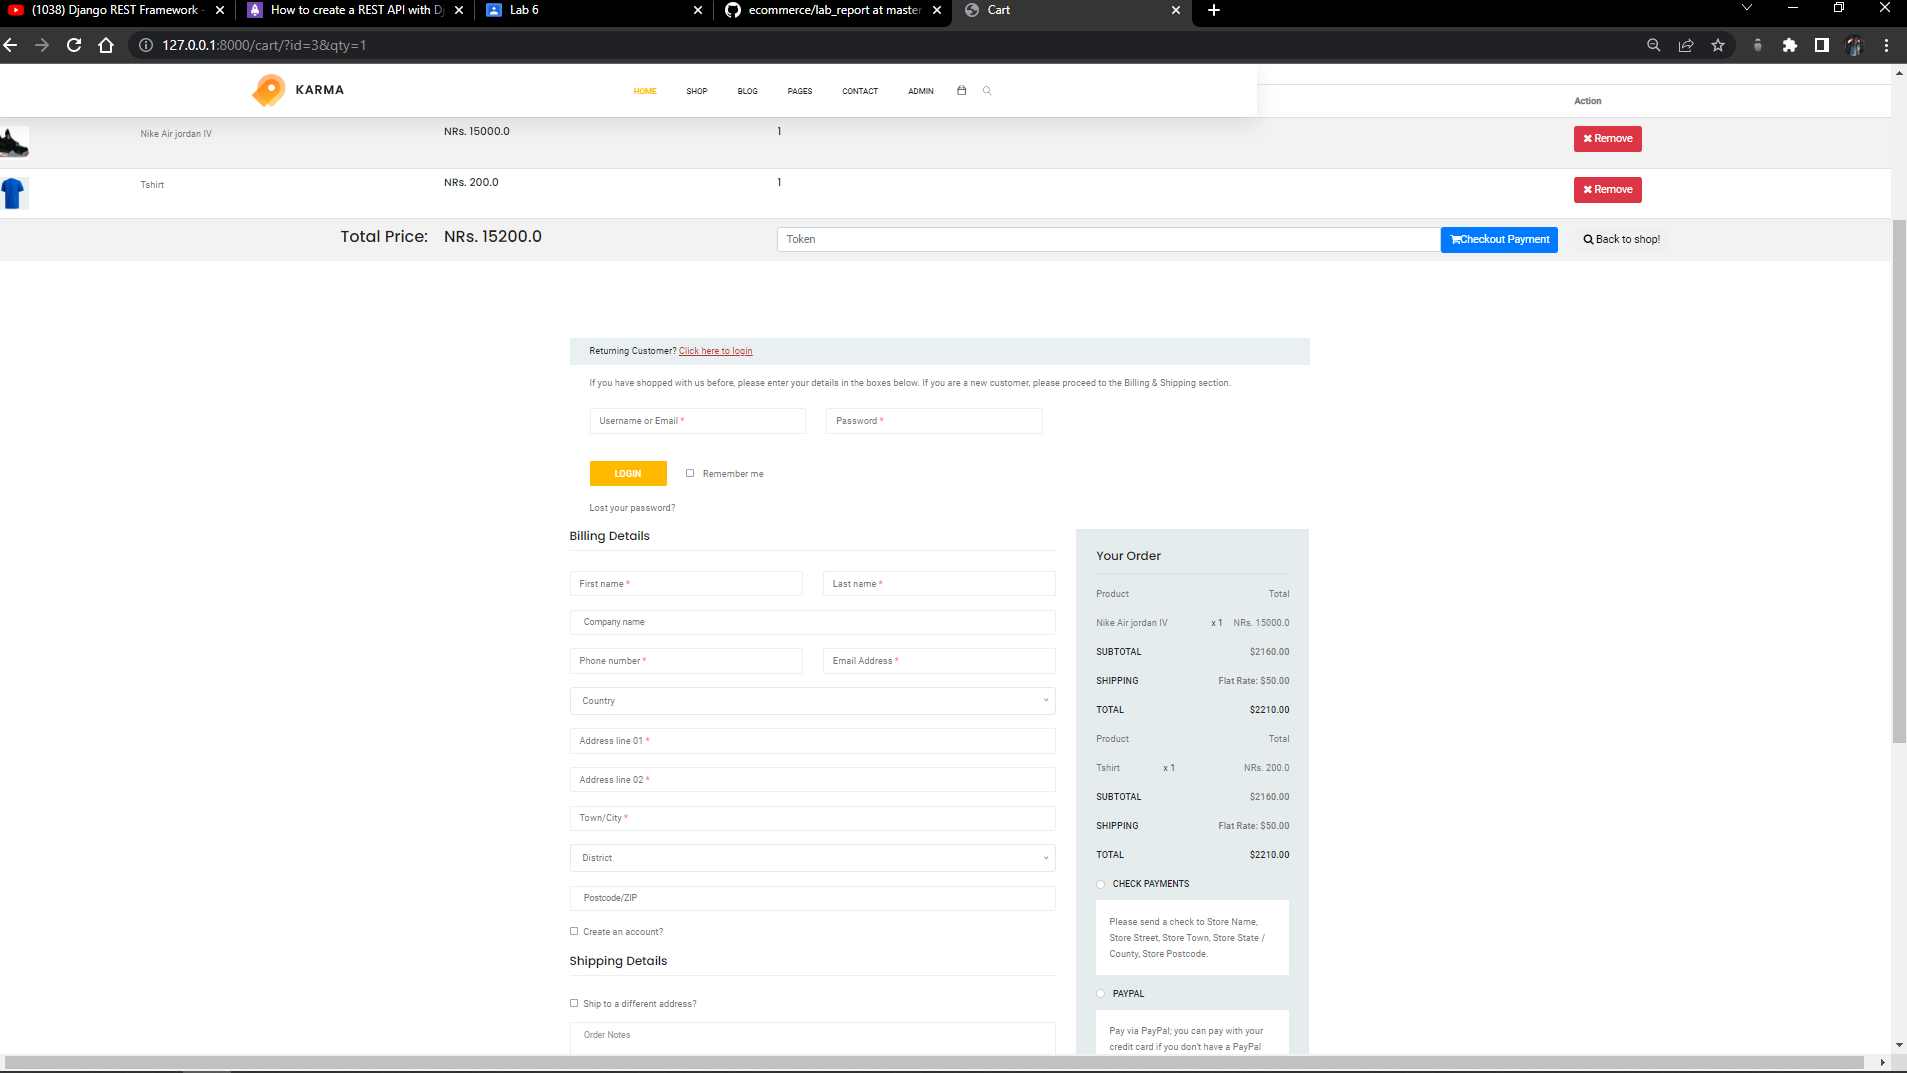 (1038) Django REST Framework -
How to create a REST API with Dj
Lab 6
ecommerce/lab_report at master
Cart
127.0.0.1:8000/cart/?id=3&qty=1
KARMA
HOME
SHOP
BLOG
PAGES
CONTACT
ADMIN
Action
Nike Air jordan IV
NRs. 15000.0
1
Remove
Tshirt
NRs. 200.0
1
Remove
Total Price:
NRs. 15200.0
Token
Checkout Payment
Back to shop!
Returning Customer? Click here to login
If you have shopped with us before, please enter your details in the boxes below. If you are a new customer, please proceed to the Billing & Shipping section.
Username or Email *
Password *
LOGIN
Remember me
Lost your password?
Billing Details
First name *
Last name *
Company name
Phone number *
Email Address *
Country
Address line 01 *
Address line 02 *
Town/City *
District
Postcode/ZIP
Create an account?
Shipping Details
Ship to a different address?
Order Notes
Your Order
Product Total
Nike Air jordan IV x 1 NRs. 15000.0
SUBTOTAL $2160.00
SHIPPING Flat Rate: $50.00
TOTAL $2210.00
Product Total
Tshirt x 1 NRs. 200.0
SUBTOTAL $2160.00
SHIPPING Flat Rate: $50.00
TOTAL $2210.00
CHECK PAYMENTS
Please send a check to Store Name,
Store Street, Store Town, Store State /
County, Store Postcode.
PAYPAL
Pay via PayPal; you can pay with your
credit card if you don't have a PayPal